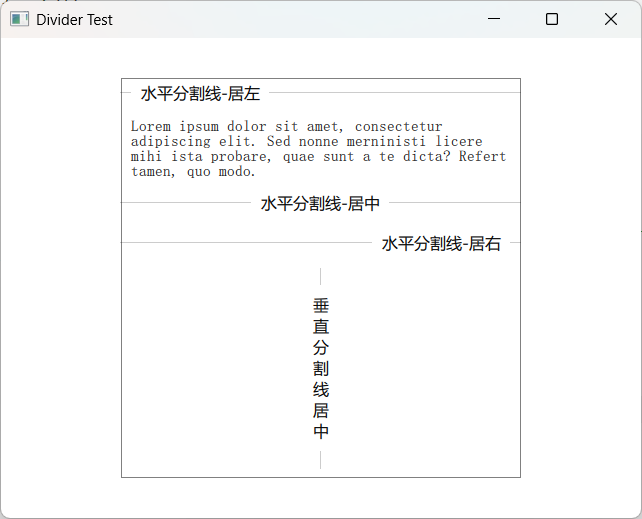 Divider Test
水平分割线-居左
Lorem ipsum dolor sit amet, consectetur
adipiscing elit. Sed nonne merninisti licere
mihi ista probare, quae sunt a te dicta? Refert
tamen, quo modo.
水平分割线-居中
水平分割线-居右
垂
直
分
割
线
居
中